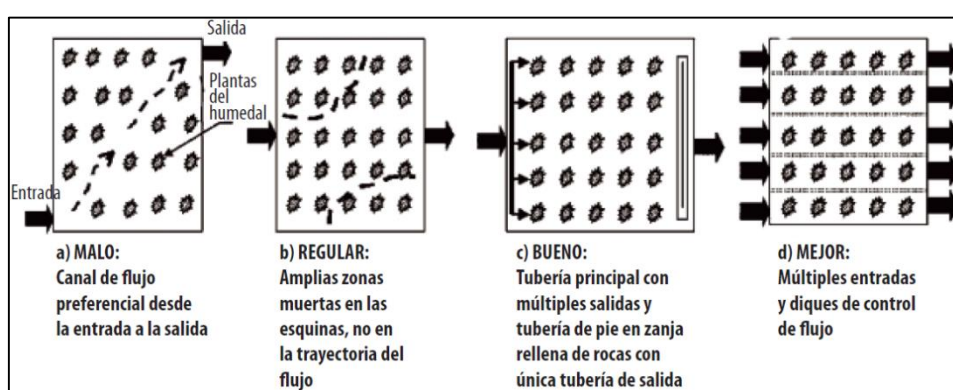 Salida
Plantas
del
humedal
Entrada
a) MALO:
Canal de flujo
preferencial desde
la entrada a la salida
b) REGULAR:
Amplias zonas
muertas en las
esquinas, no en
la trayectoria del
flujo
c) BUENO:
Tubería principal con
múltiples salidas y
tubería de pie en zanja
rellena de rocas con
única tubería de salida
d) MEJOR:
Múltiples entradas
y diques de control
de flujo